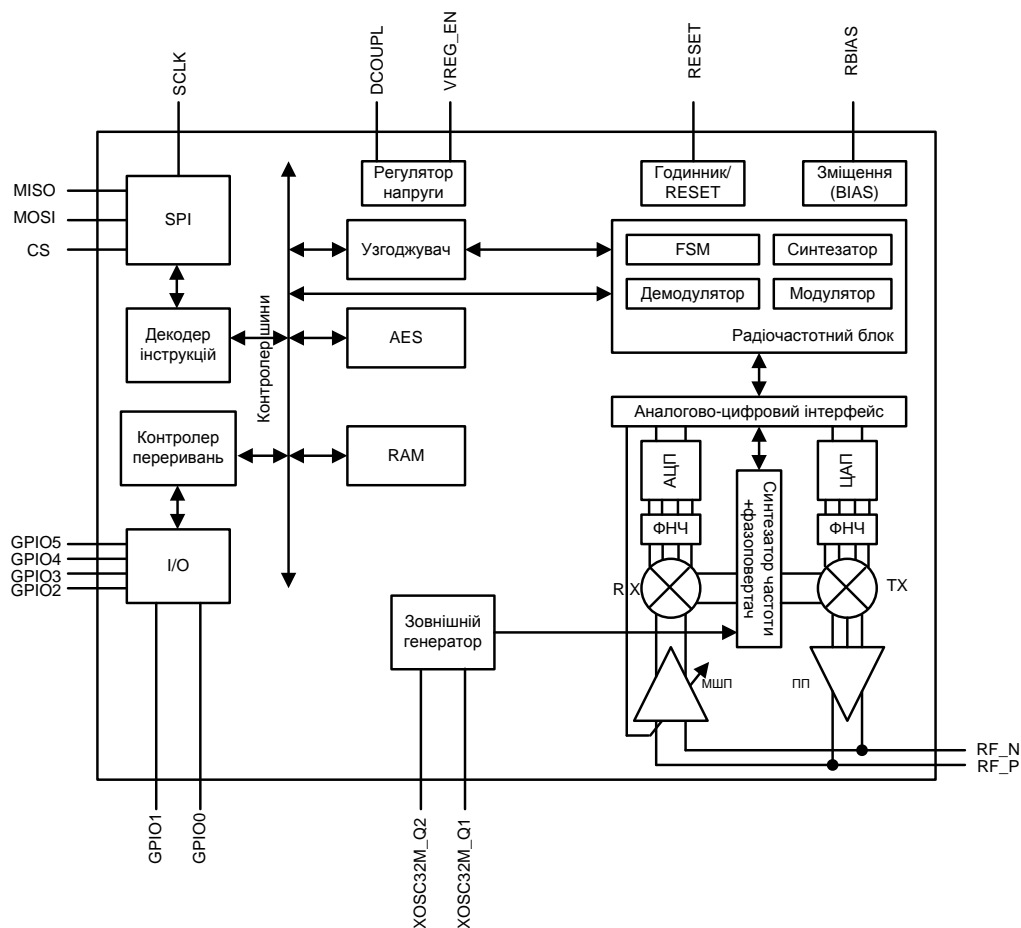 SCLK
DCOUPL
VREG_EN
RESET
RBIAS
MISO
MOSI
CS
SPI
Регулятор
напруги
Годинник/
RESET
Зміщення
(BIAS)
Узгоджувач
FSM
Синтезатор
Демодулятор
Модулятор
Радіочастотний блок
Декодер
інструкцій
Контролер шини
AES
Аналогово-цифровий інтерфейс
Контролер
переривань
RAM
АЦП
Синтезатор частоти
+фазоповертач
ЦАП
ФНЧ
ФНЧ
GPIO5
GPIO4
GPIO3
GPIO2
I/O
RX
TX
Зовнішній
генератор
МШП
ПП
RF_N
RF_P
GPIO1
GPIO0
XOSC32M_Q2
XOSC32M_Q1